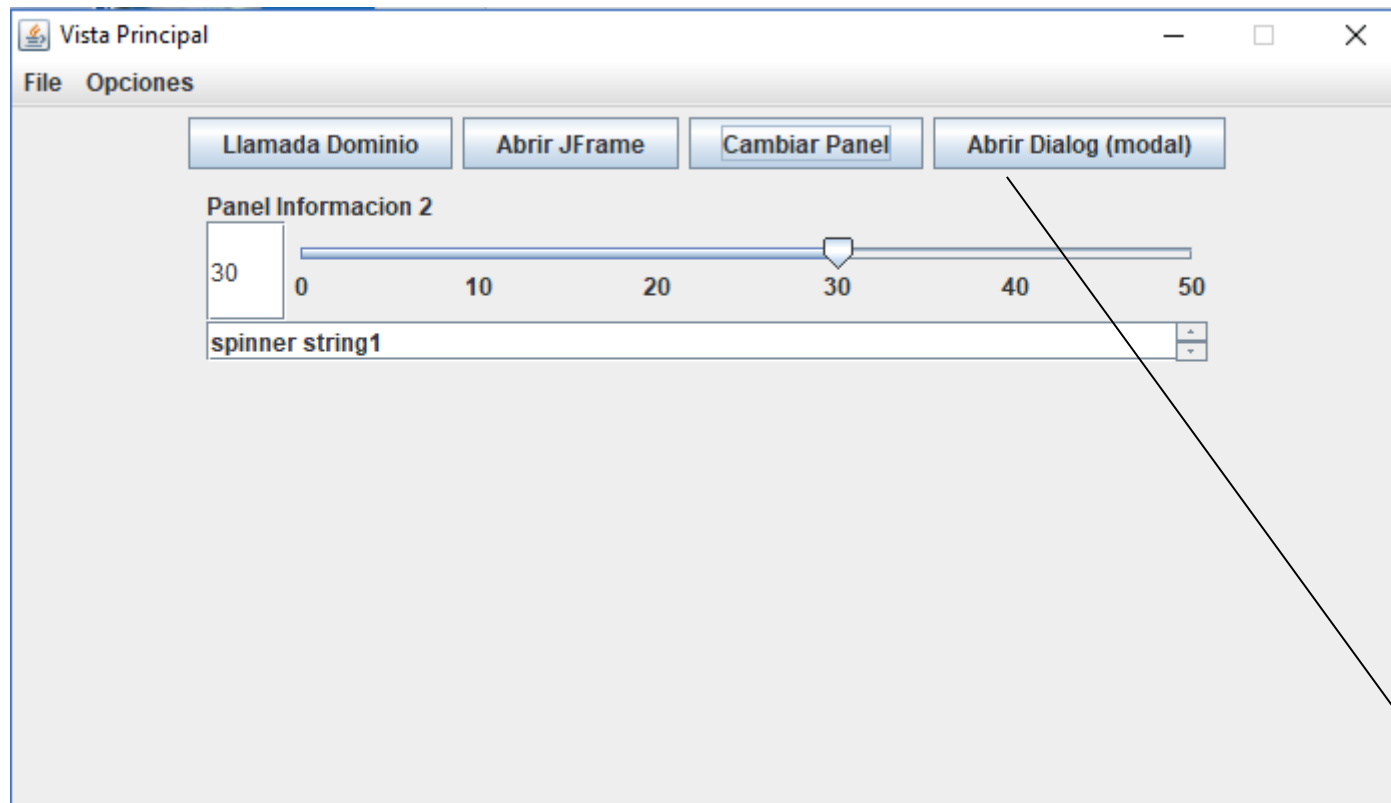 Vista Principal
File Opciones
Llamada Dominio Abrir JFrame Cambiar Panel Abrir Dialog (modal)
Panel Informacion 2
30
0 10 20 30 40 50
spinner string1